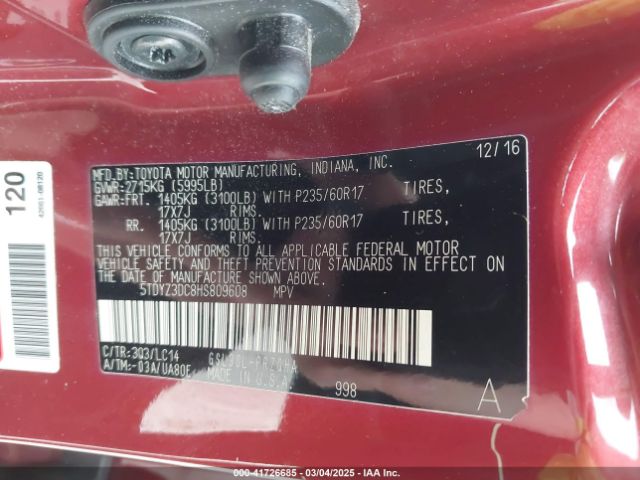 120
42661-08120
12/16
MFD.BY:TOYOTA MOTOR MANUFACTURING, INDIANA, INC.
GVWR:2715KG (5995LB)
GAWR:FRT. 1405KG (3100LB) WITH P235/60R17 TIRES,
17X7J RIMS.
RR. 1405KG (3100LB) WITH P235/60R17 TIRES,
17X7J RIMS.
THIS VEHICLE CONFORMS TO ALL APPLICABLE FEDERAL MOTOR
VEHICLE SAFETY AND THEFT PREVENTION STANDARDS IN EFFECT ON
THE DATE OF MANUFACTURE SHOWN ABOVE.
5TDYZ3DC8HS809608 MPV
C/TR:3Q3/LC14
A/TM:-03A/UA80F
MADE IN U.S.A.
998
A
000-41726685 - 03/04/2025 - IAAI